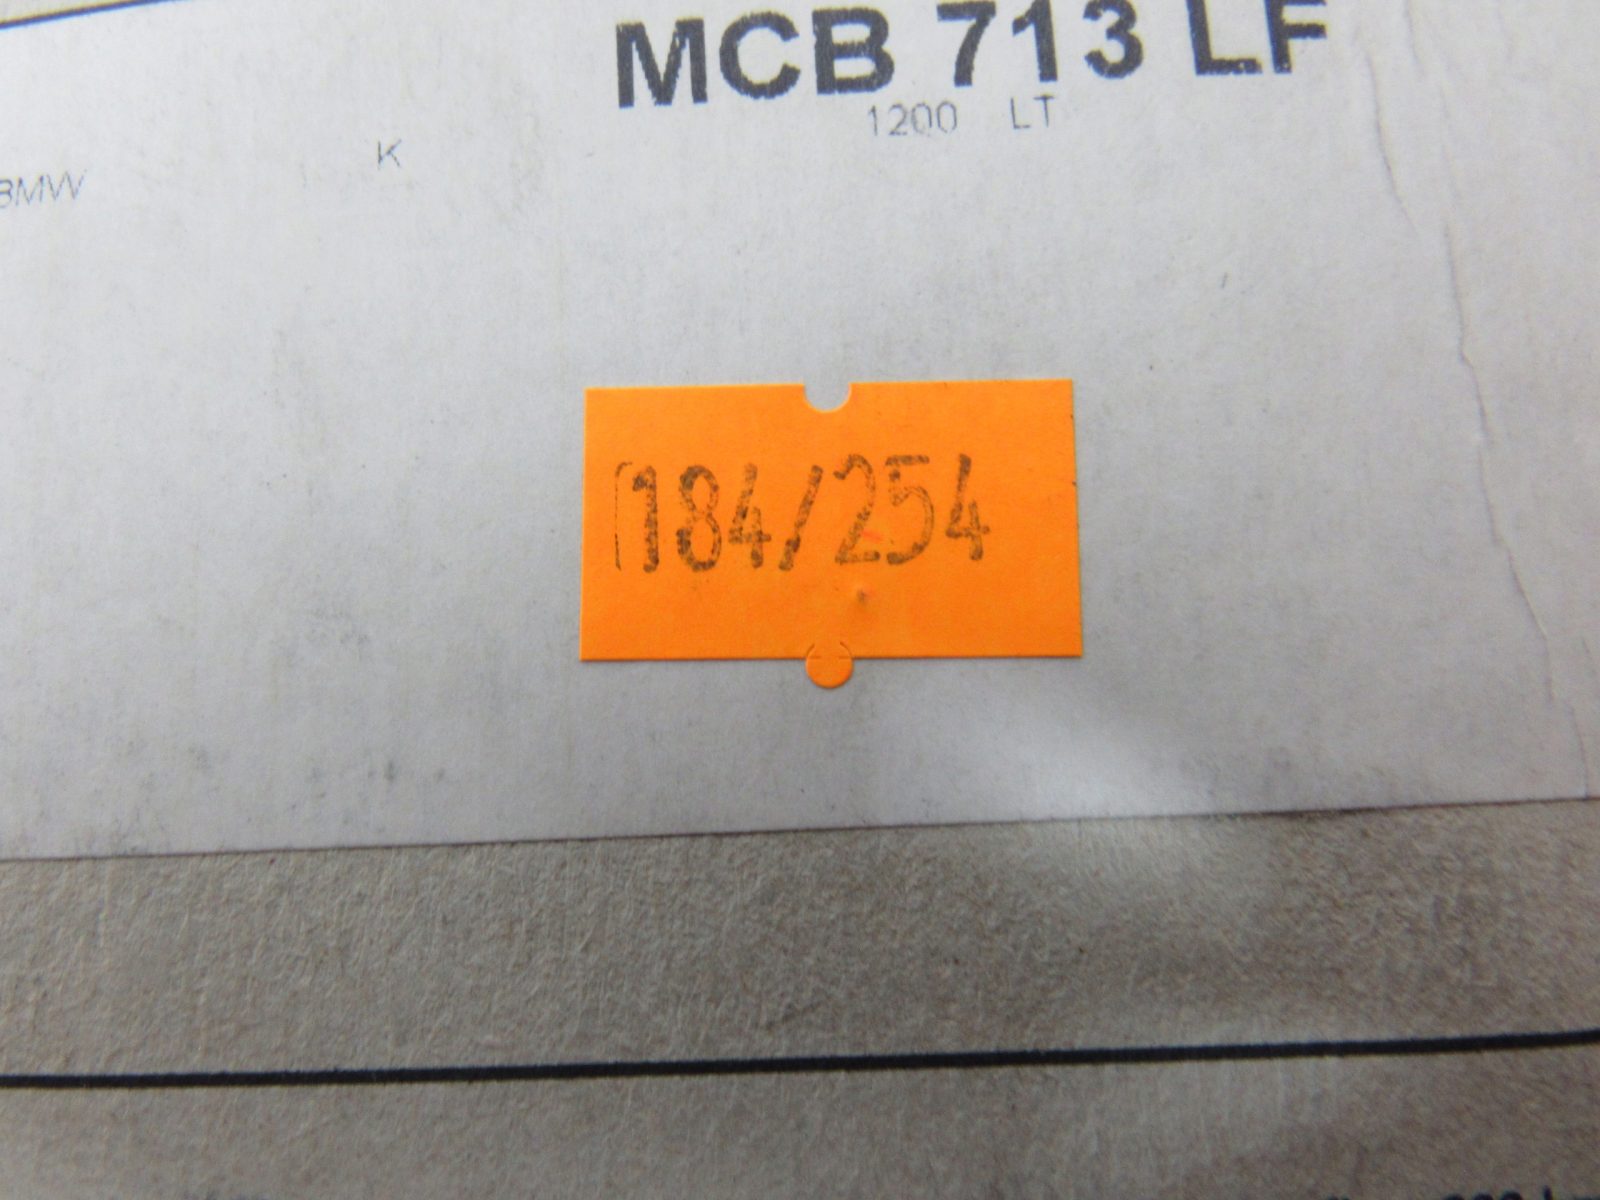 MCB 713 LF
1200 LT
K
BMW
184/254